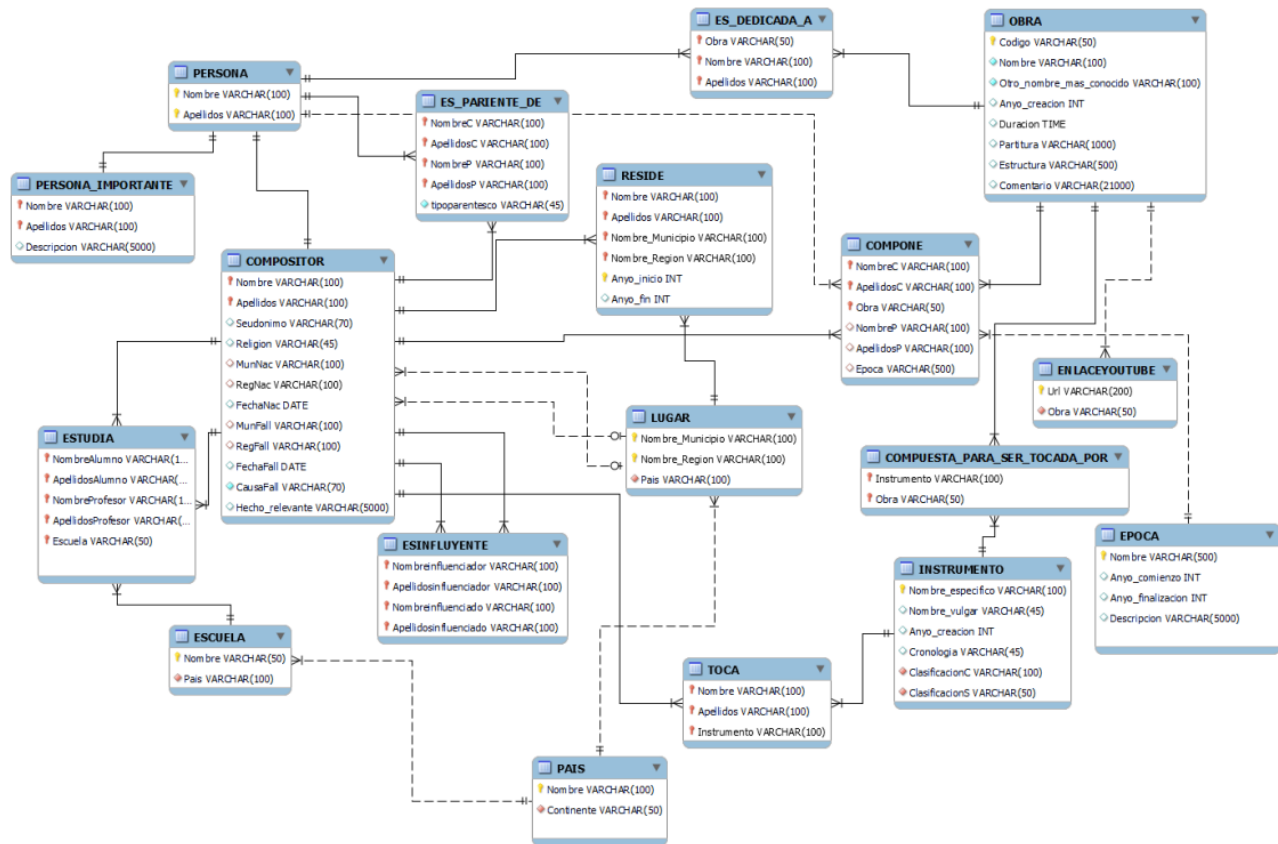 ES_DEDICADA_A
Obra VARCHAR(50)
Nombre VARCHAR(100)
Apellidos VARCHAR(100)
OBRA
Codigo VARCHAR(50)
Nombre VARCHAR(100)
Otro_nombre_mas_conocido VARCHAR(100)
Anyo_creacion INT
Duracion TIME
Partitura VARCHAR(1000)
Estructura VARCHAR(500)
Comentario VARCHAR(21000)
PERSONA
Nombre VARCHAR(100)
Apellidos VARCHAR(100)
ES_PARIENTE_DE
NombreC VARCHAR(100)
ApellidosC VARCHAR(100)
NombreP VARCHAR(100)
ApellidosP VARCHAR(100)
tipoparentesco VARCHAR(45)
PERSONA_IMPORTANTE
Nombre VARCHAR(100)
Apellidos VARCHAR(100)
Descripcion VARCHAR(5000)
RESIDE
Nombre VARCHAR(100)
Apellidos VARCHAR(100)
Nombre_Municipio VARCHAR(100)
Nombre_Region VARCHAR(100)
Anyo_inicio INT
Anyo_fin INT
COMPONE
NombreC VARCHAR(100)
ApellidosC VARCHAR(100)
Obra VARCHAR(50)
NombreP VARCHAR(100)
ApellidosP VARCHAR(100)
Epoca VARCHAR(500)
COMPOSITOR
Nombre VARCHAR(100)
Apellidos VARCHAR(100)
Seudonimo VARCHAR(70)
Religion VARCHAR(45)
MunNac VARCHAR(100)
RegNac VARCHAR(100)
FechaNac DATE
MunFall VARCHAR(100)
RegFall VARCHAR(100)
FechaFall DATE
CausaFall VARCHAR(70)
Hecho_relevante VARCHAR(5000)
ENLACEYOUTUBE
Url VARCHAR(200)
Obra VARCHAR(50)
LUGAR
Nombre_Municipio VARCHAR(100)
Nombre_Region VARCHAR(100)
Pais VARCHAR(100)
ESTUDIA
NombreAlumno VARCHAR(1...
ApellidosAlumno VARCHAR(...
NombreProfesor VARCHAR(1...
ApellidosProfesor VARCHAR(...
Escuela VARCHAR(50)
COMPUESTA_PARA_SER_TOCADA_POR
Instrumento VARCHAR(100)
Obra VARCHAR(50)
ESINFLUYENTE
Nombreinfluenciador VARCHAR(100)
Apellidosinfluenciador VARCHAR(100)
Nombreinfluenciado VARCHAR(100)
Apellidosinfluenciado VARCHAR(100)
EPOCA
Nombre VARCHAR(500)
Anyo_comienzo INT
Anyo_finalizacion INT
Descripcion VARCHAR(5000)
INSTRUMENTO
Nombre_especifico VARCHAR(100)
Nombre_vulgar VARCHAR(45)
Anyo_creacion INT
Cronologia VARCHAR(45)
ClasificacionC VARCHAR(100)
ClasificacionS VARCHAR(50)
ESCUELA
Nombre VARCHAR(50)
Pais VARCHAR(100)
TOCA
Nombre VARCHAR(100)
Apellidos VARCHAR(100)
Instrumento VARCHAR(100)
PAIS
Nombre VARCHAR(100)
Continente VARCHAR(50)